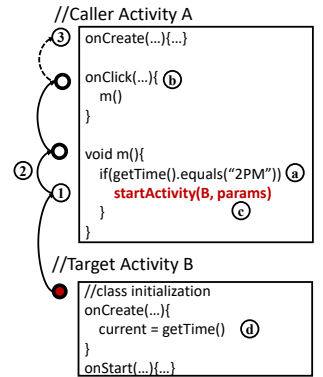 //Caller Activity A
3 onCreate(…){…}
onClick(…){ b
m()
}
void m(){
2 if(getTime().equals(“2PM”)) a
1 startActivity(B, params)
} c
}
//Target Activity B
//class initialization
onCreate(…){
current = getTime() d
}
onStart(…){…}